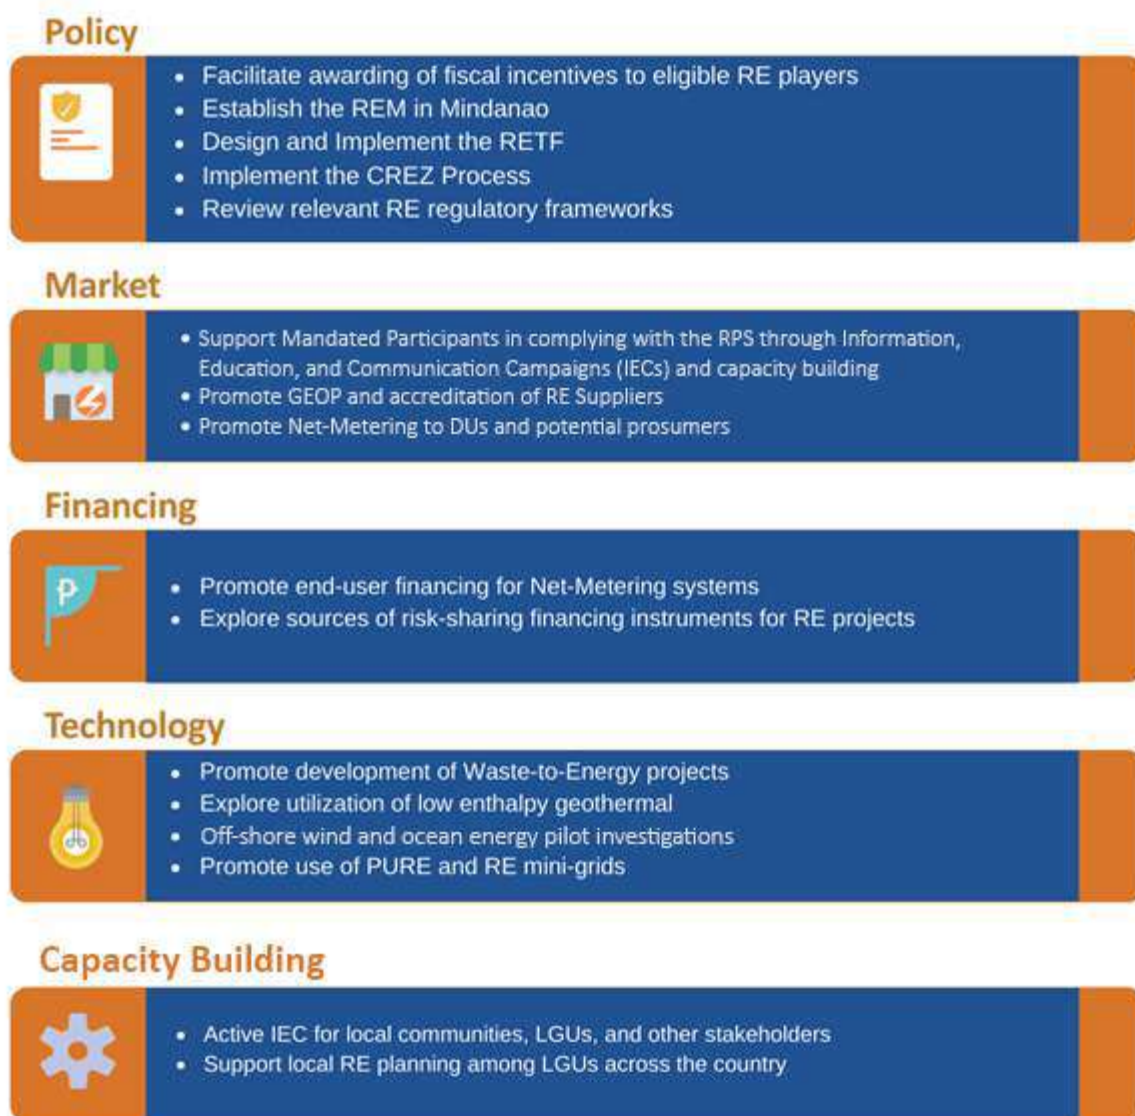 Policy
• Facilitate awarding of fiscal incentives to eligible RE players
• Establish the REM in Mindanao
• Design and Implement the RETF
• Implement the CREZ Process
• Review relevant RE regulatory frameworks
Market
• Support Mandated Participants in complying with the RPS through Information,
Education, and Communication Campaigns (IECs) and capacity building
• Promote GEOP and accreditation of RE Suppliers
• Promote Net-Metering to DUs and potential prosumers
Financing
P
• Promote end-user financing for Net-Metering systems
• Explore sources of risk-sharing financing instruments for RE projects
Technology
• Promote development of Waste-to-Energy projects
• Explore utilization of low enthalpy geothermal
• Off-shore wind and ocean energy pilot investigations
• Promote use of PURE and RE mini-grids
Capacity Building
• Active IEC for local communities, LGUs, and other stakeholders
• Support local RE planning among LGUs across the country